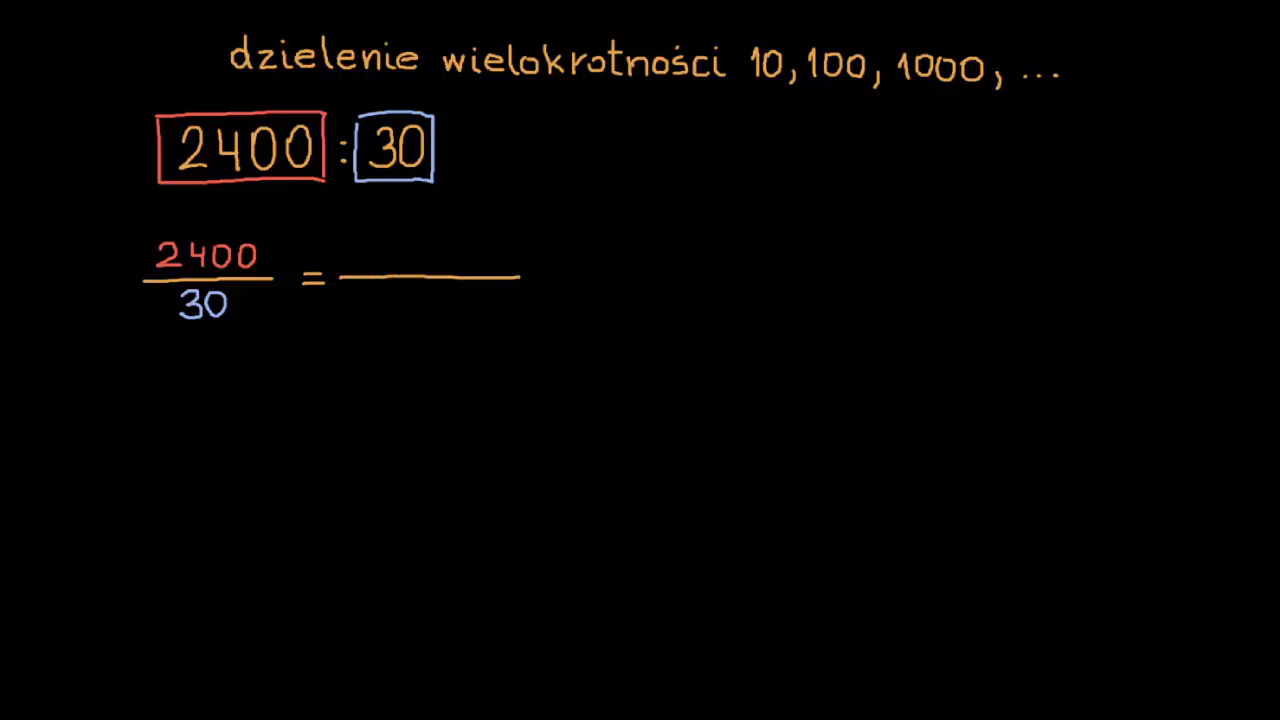 dzielenie wielokrotności 10, 100, 1000, ...
2400 : 30
2400
=
30